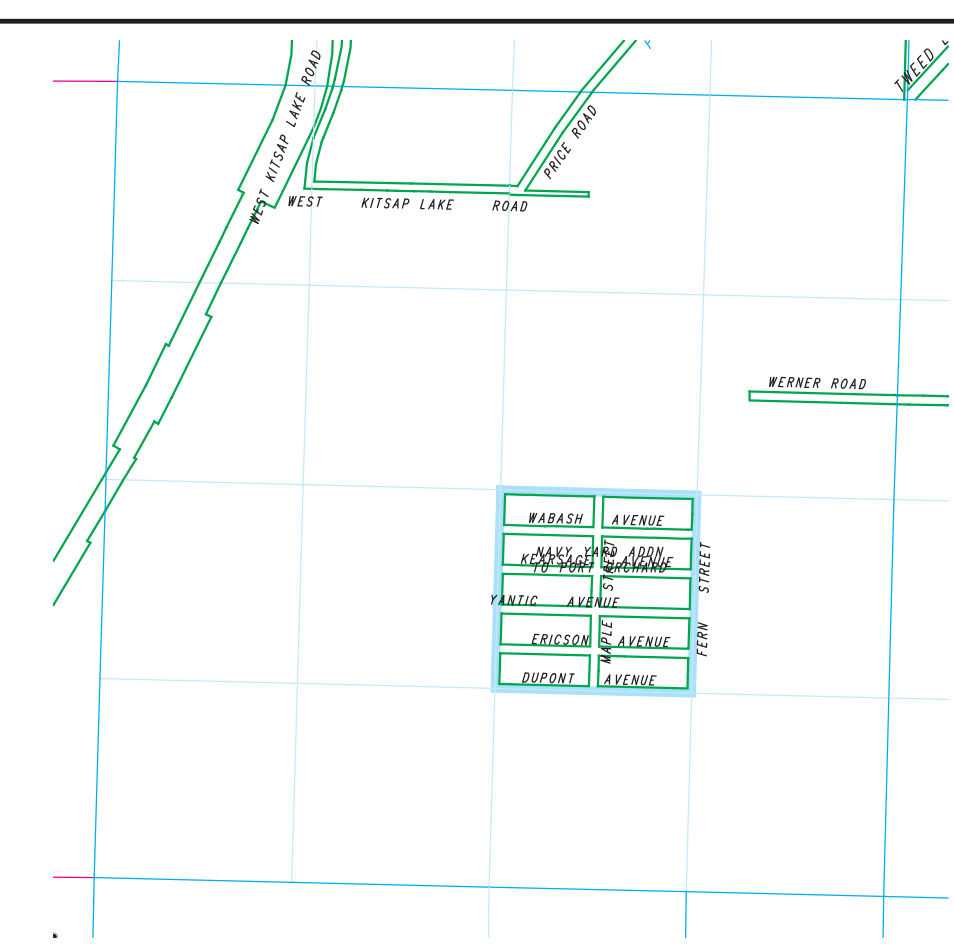 WEST KITSAP LAKE ROAD
TWEED
PRICE ROAD
WEST KITSAP LAKE ROAD
WERNER ROAD
WABASH AVENUE
NAVY YARD ADDN
KEARSAGE AVENUE
TO PORT ORCHARD
STREET
STREET
YANTIC AVENUE
MAPLE
FERN
ERICSON AVENUE
DUPONT AVENUE